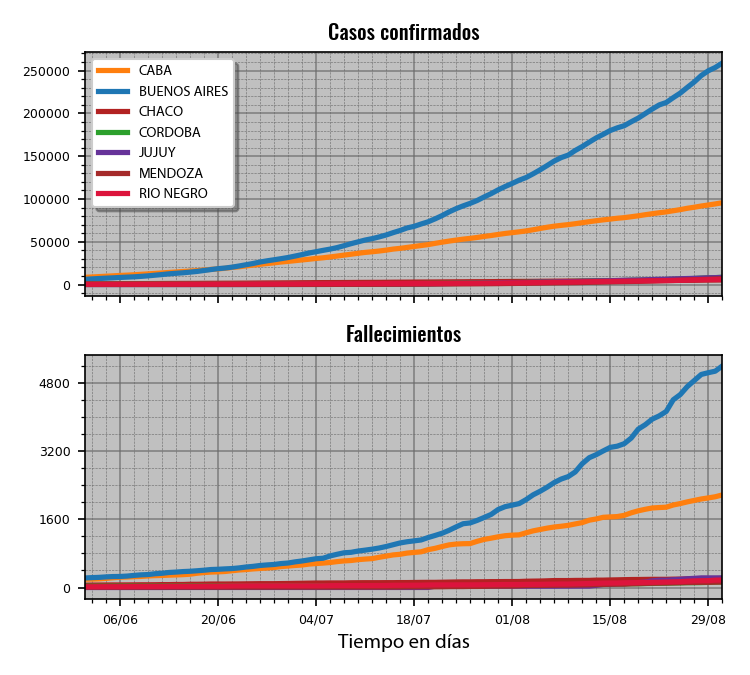 Casos confirmados
250000
200000
150000
100000
50000
0
CABA
BUENOS AIRES
CHACO
CORDOBA
JUJUY
MENDOZA
RIO NEGRO
Fallecimientos
4800
3200
1600
0
06/06 20/06 04/07 18/07 01/08 15/08 29/08
Tiempo en días